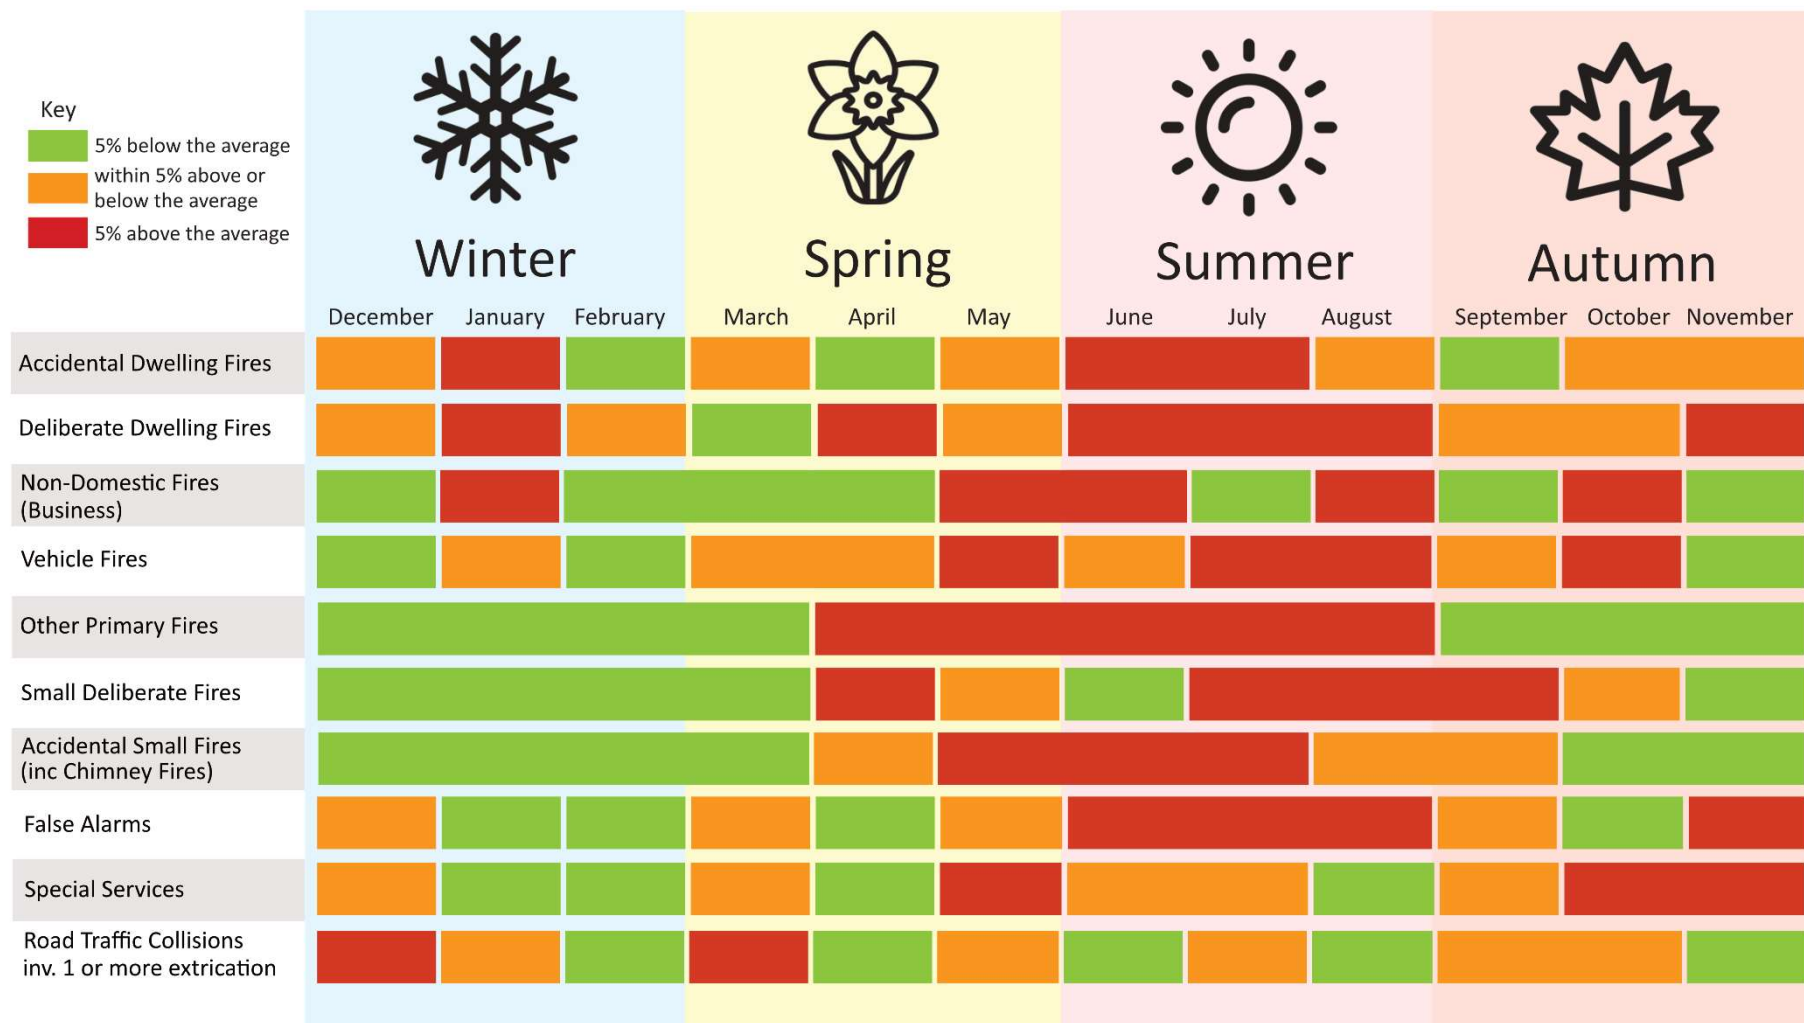 Key
5% below the average
within 5% above or
below the average
5% above the average
Winter
Spring
Summer
Autumn
December January February March April May June July August September October November
Accidental Dwelling Fires
Deliberate Dwelling Fires
Non-Domestic Fires
(Business)
Vehicle Fires
Other Primary Fires
Small Deliberate Fires
Accidental Small Fires
(inc Chimney Fires)
False Alarms
Special Services
Road Traffic Collisions
inv. 1 or more extrication